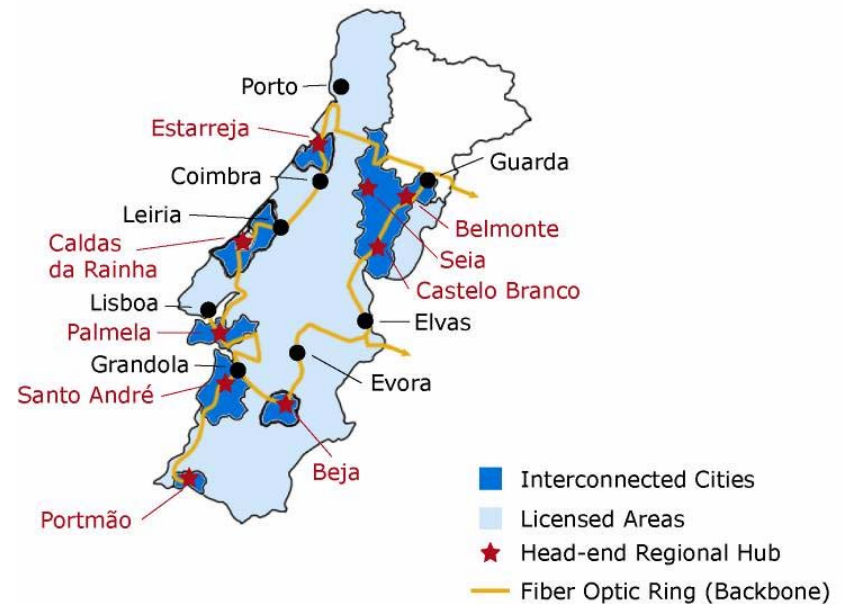 Porto
Estarreja
Guarda
Coimbra
Leiria
Belmonte
Caldas
da Rainha
Seia
Castelo Branco
Lisboa
Elvas
Palmela
Grandola
Evora
Santo André
Beja
Portmão
Interconnected Cities
Licensed Areas
Head-end Regional Hub
Fiber Optic Ring (Backbone)